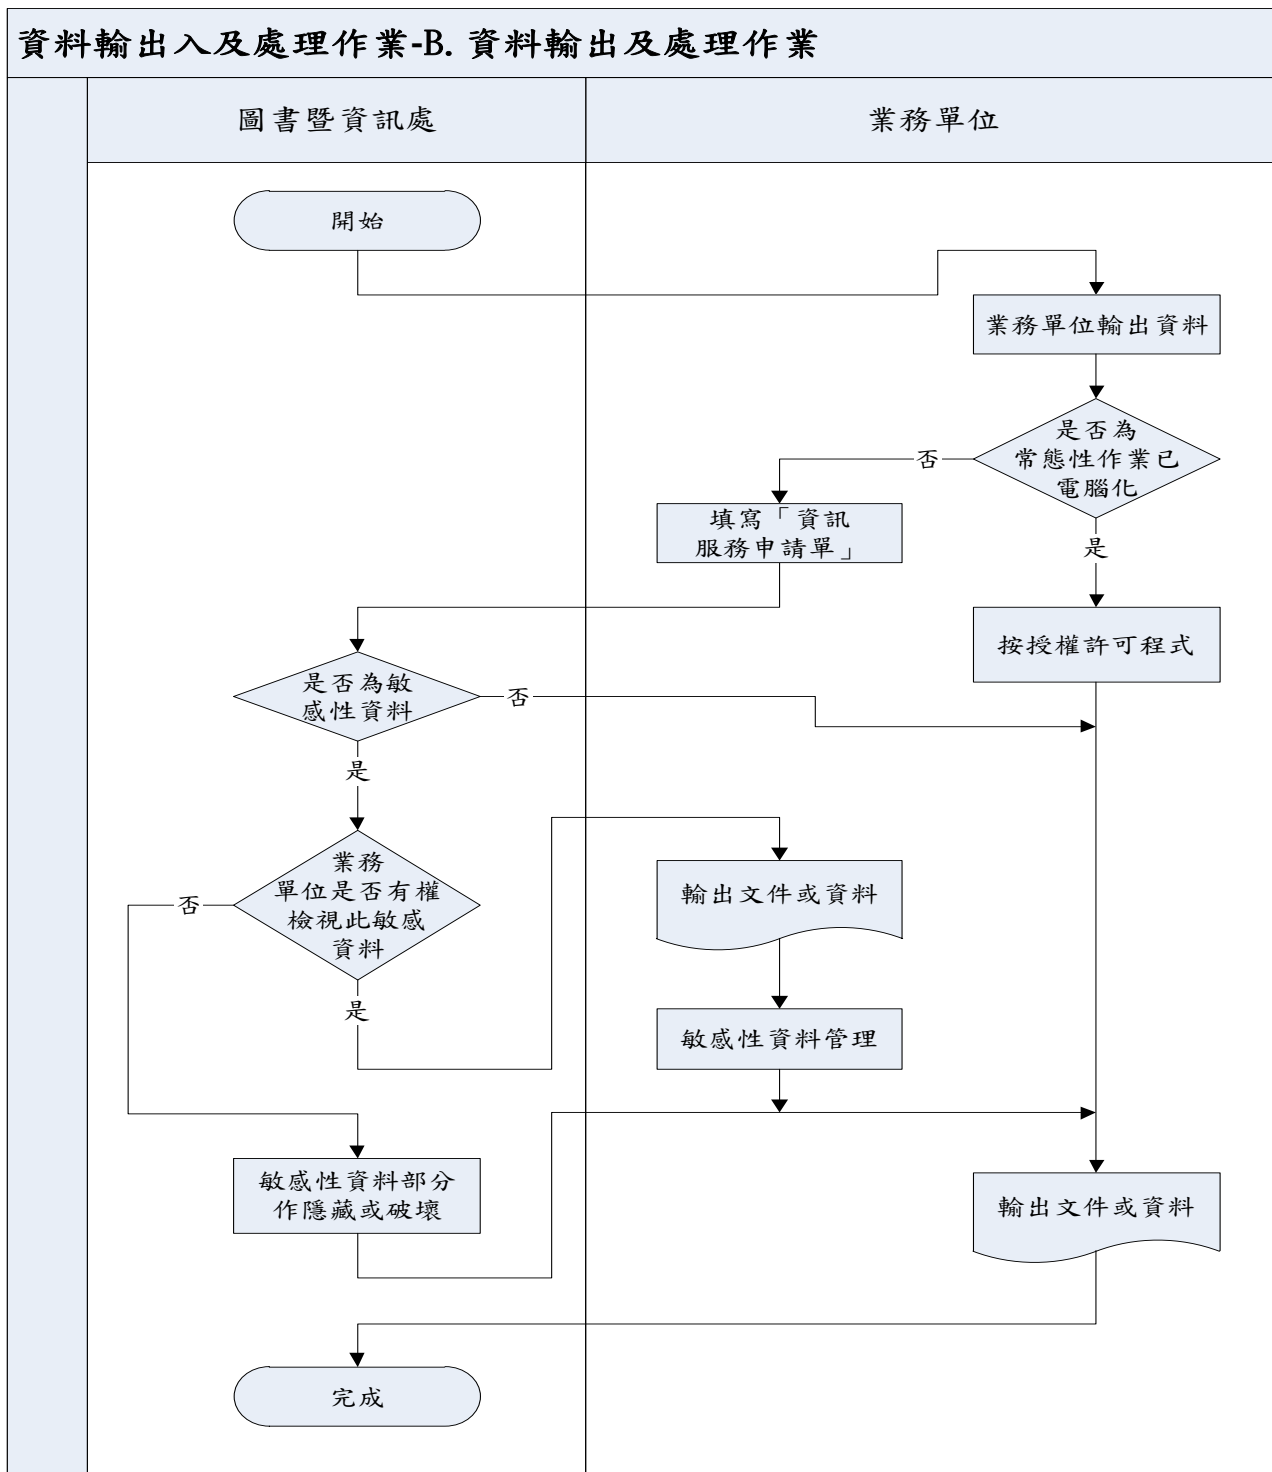 資料輸出入及處理作業-B. 資料輸出及處理作業
圖書暨資訊處
業務單位
開始
業務單位輸出資料
是否為
常態性作業已
電腦化
否
填寫「資訊
服務申請單」
是
按授權許可程式
是否為敏
感性資料
否
是
業務
單位是否有權
檢視此敏感
資料
否
輸出文件或資料
是
敏感性資料管理
敏感性資料部分
作隱藏或破壞
輸出文件或資料
完成